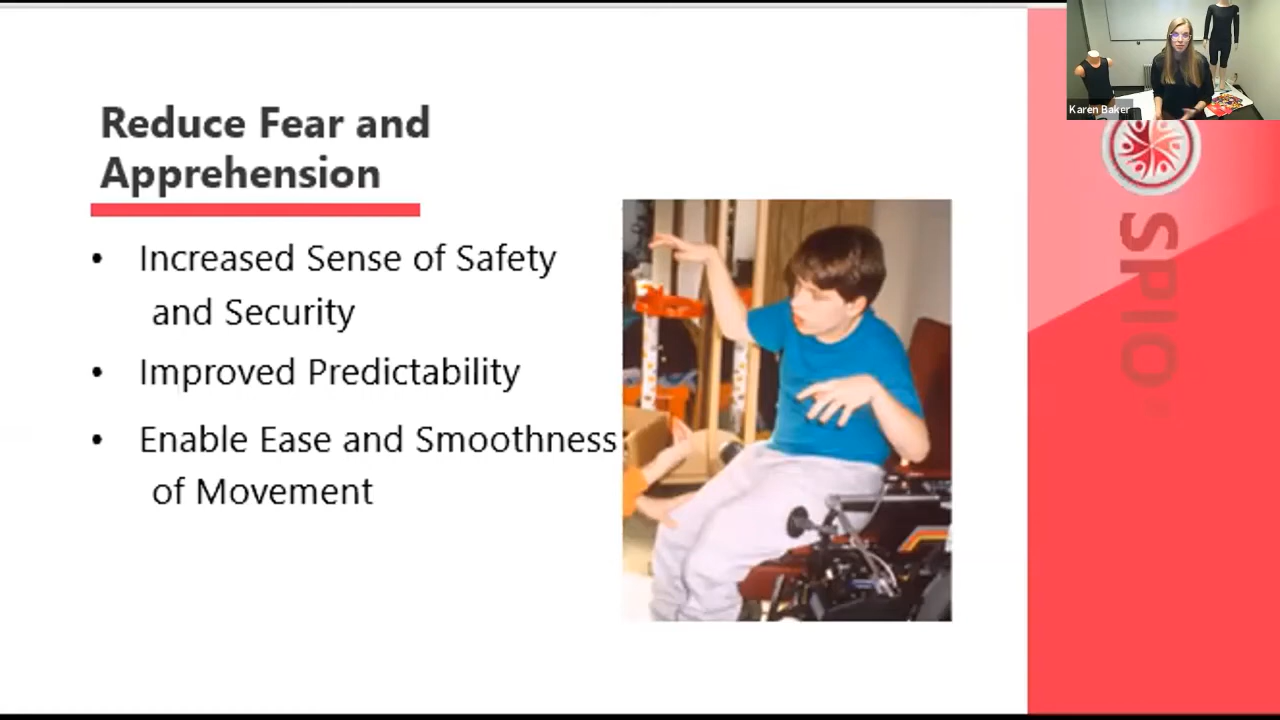 Karen Baker
Reduce Fear and
Apprehension
• Increased Sense of Safety
and Security
• Improved Predictability
• Enable Ease and Smoothness
of Movement
SPIO